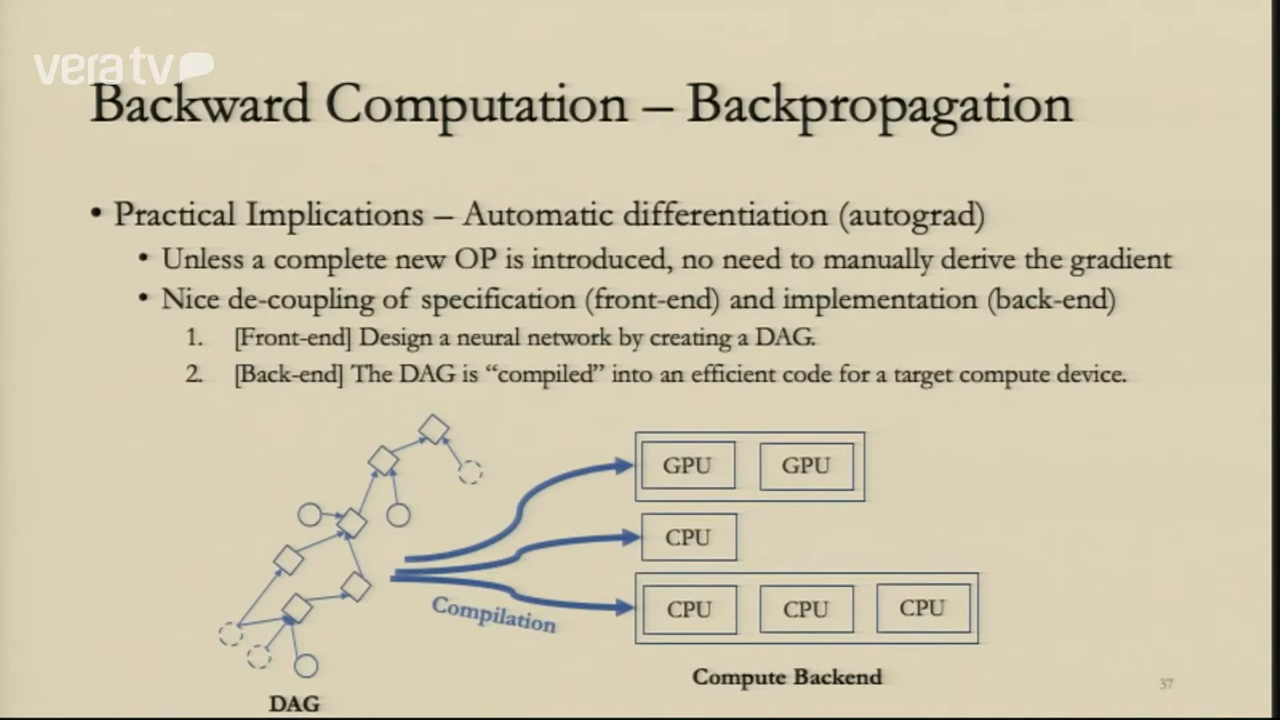 vera tv
Backward Computation – Backpropagation
• Practical Implications – Automatic differentiation (autograd)
• Unless a complete new OP is introduced, no need to manually derive the gradient
• Nice de-coupling of specification (front-end) and implementation (back-end)
1. [Front-end] Design a neural network by creating a DAG.
2. [Back-end] The DAG is “compiled” into an efficient code for a target compute device.
GPU GPU
CPU
CPU CPU CPU
Compilation
Compute Backend
DAG
37